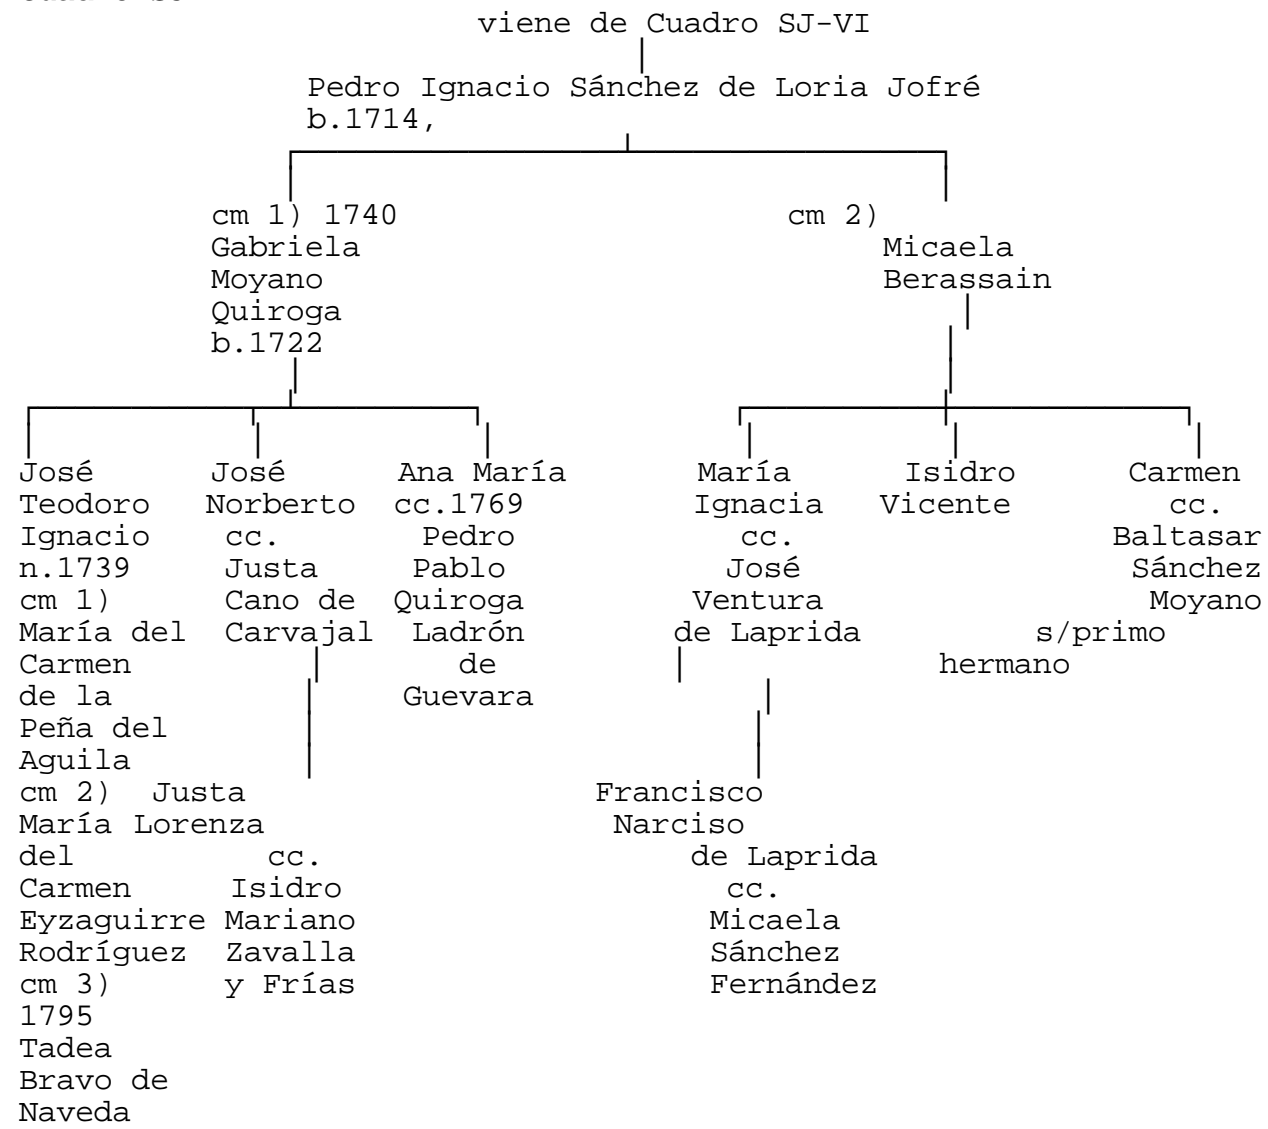 viene de Cuadro SJ-VI
Pedro Ignacio Sánchez de Loria Jofré
b.1714,
cm 1) 1740 cm 2)
Gabriela Micaela
Moyano Berassain
Quiroga
b.1722
José José Ana María María Isidro Carmen
Teodoro Norberto cc.1769 Ignacia Vicente cc.
Ignacio cc. Pedro cc. Baltasar
n.1739 Justa Pablo José Sánchez
cm 1) Cano de Quiroga Ventura Moyano
María del Carvajal Ladrón de Laprida s/primo
Carmen de hermano
de la Guevara
Peña del
Aguila
cm 2) Justa Francisco
María Lorenza Narciso
del cc. de Laprida
Carmen Isidro cc.
Eyzaguirre Mariano Micaela
Rodríguez Zavalla Sánchez
cm 3) y Frías Fernández
1795
Tadea
Bravo de
Naveda